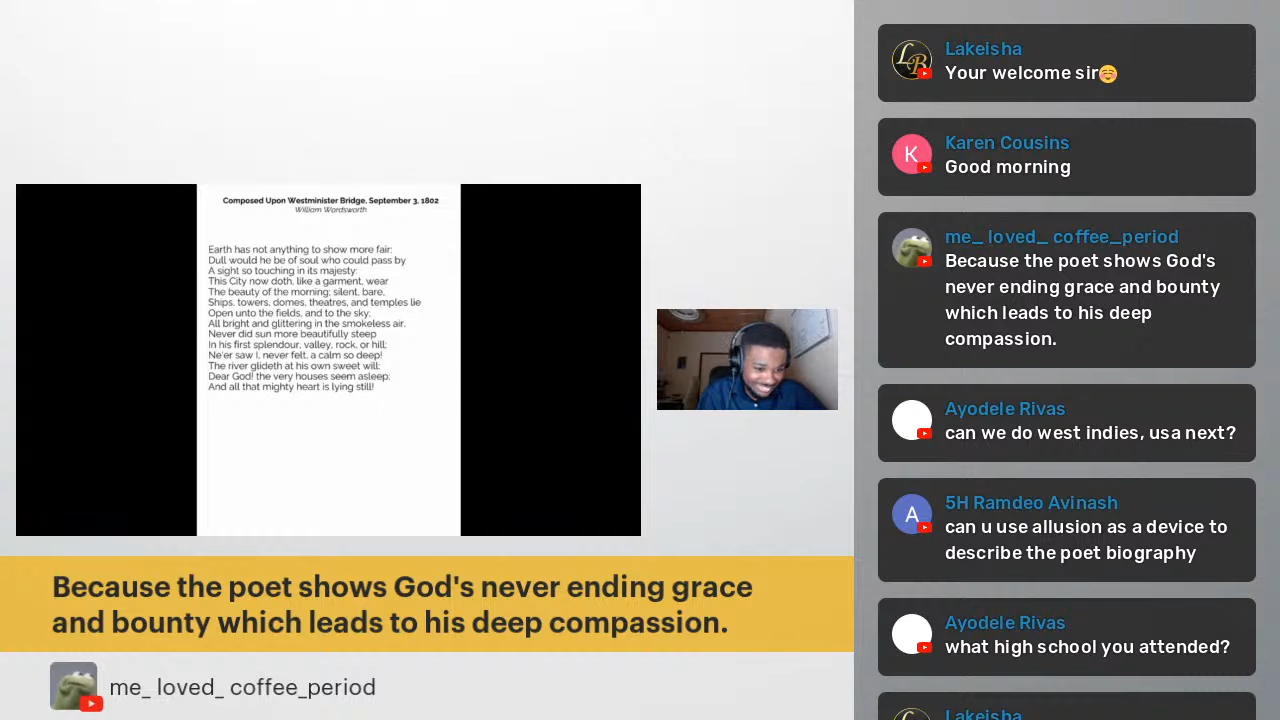 Composed Upon Westminister Bridge, September 3, 1802
William Wordsworth
Earth has not anything to show more fair:
Dull would he be of soul who could pass by
A sight so touching in its majesty:
This City now doth, like a garment, wear
The beauty of the morning; silent, bare,
Ships, towers, domes, theatres, and temples lie
Open unto the fields, and to the sky;
All bright and glittering in the smokeless air.
Never did sun more beautifully steep
In his first splendour, valley, rock, or hill;
Ne'er saw I, never felt, a calm so deep!
The river glideth at his own sweet will:
Dear God! the very houses seem asleep;
And all that mighty heart is lying still!
Because the poet shows God's never ending grace
and bounty which leads to his deep compassion.
me_ loved_ coffee_period
LB
Lakeisha
Your welcome sir☺️
K
Karen Cousins
Good morning
me_ loved_ coffee_period
Because the poet shows God's
never ending grace and bounty
which leads to his deep
compassion.
Ayodele Rivas
can we do west indies, usa next?
A
5H Ramdeo Avinash
can u use allusion as a device to
describe the poet biography
Ayodele Rivas
what high school you attended?
Lakeisha